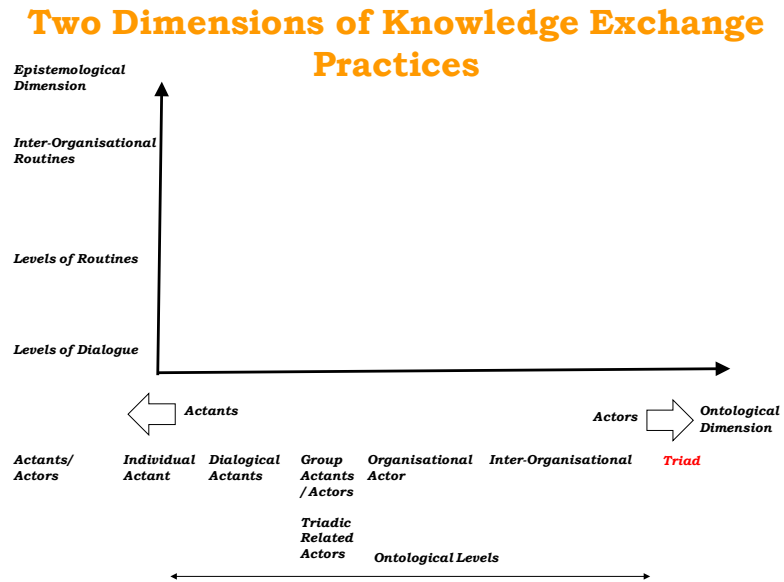 Two Dimensions of Knowledge Exchange
Practices
Epistemological
Dimension
Inter-Organisational
Routines
Levels of Routines
Levels of Dialogue
Actants
Actors
Ontological
Dimension
Actants/
Actors
Individual
Actant
Dialogical
Actants
Group
Actants
/Actors
Triadic
Related
Actors
Organisational
Actor
Inter-Organisational
Triad
Ontological Levels